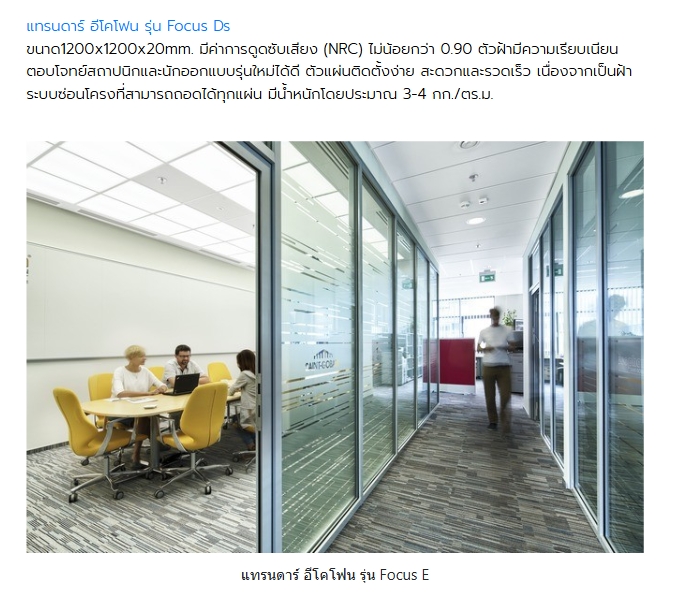 แทรนดาร์ อีโคโฟน รุ่น Focus Ds
ขนาด1200x1200x20mm. มีค่าการดูดซับเสียง (NRC) ไม่น้อยกว่า 0.90 ตัวฝ้ามีความเรียบเนียน
ตอบโจทย์สถาปนิกและนักออกแบบรุ่นใหม่ได้ดี ตัวแผ่นติดตั้งง่าย สะดวกและรวดเร็ว เนื่องจากเป็นฝ้า
ระบบซ่อนโครงที่สามารถถอดได้ทุกแผ่น มีน้ำหนักโดยประมาณ 3-4 กก./ตร.ม.
SAINT-GOBAIN
แทรนดาร์ อีโคโฟน รุ่น Focus E